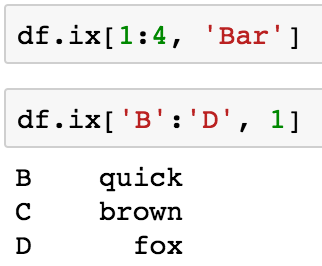 df.ix[1:4, 'Bar']
df.ix['B':'D', 1]
B    quick
C    brown
D      fox